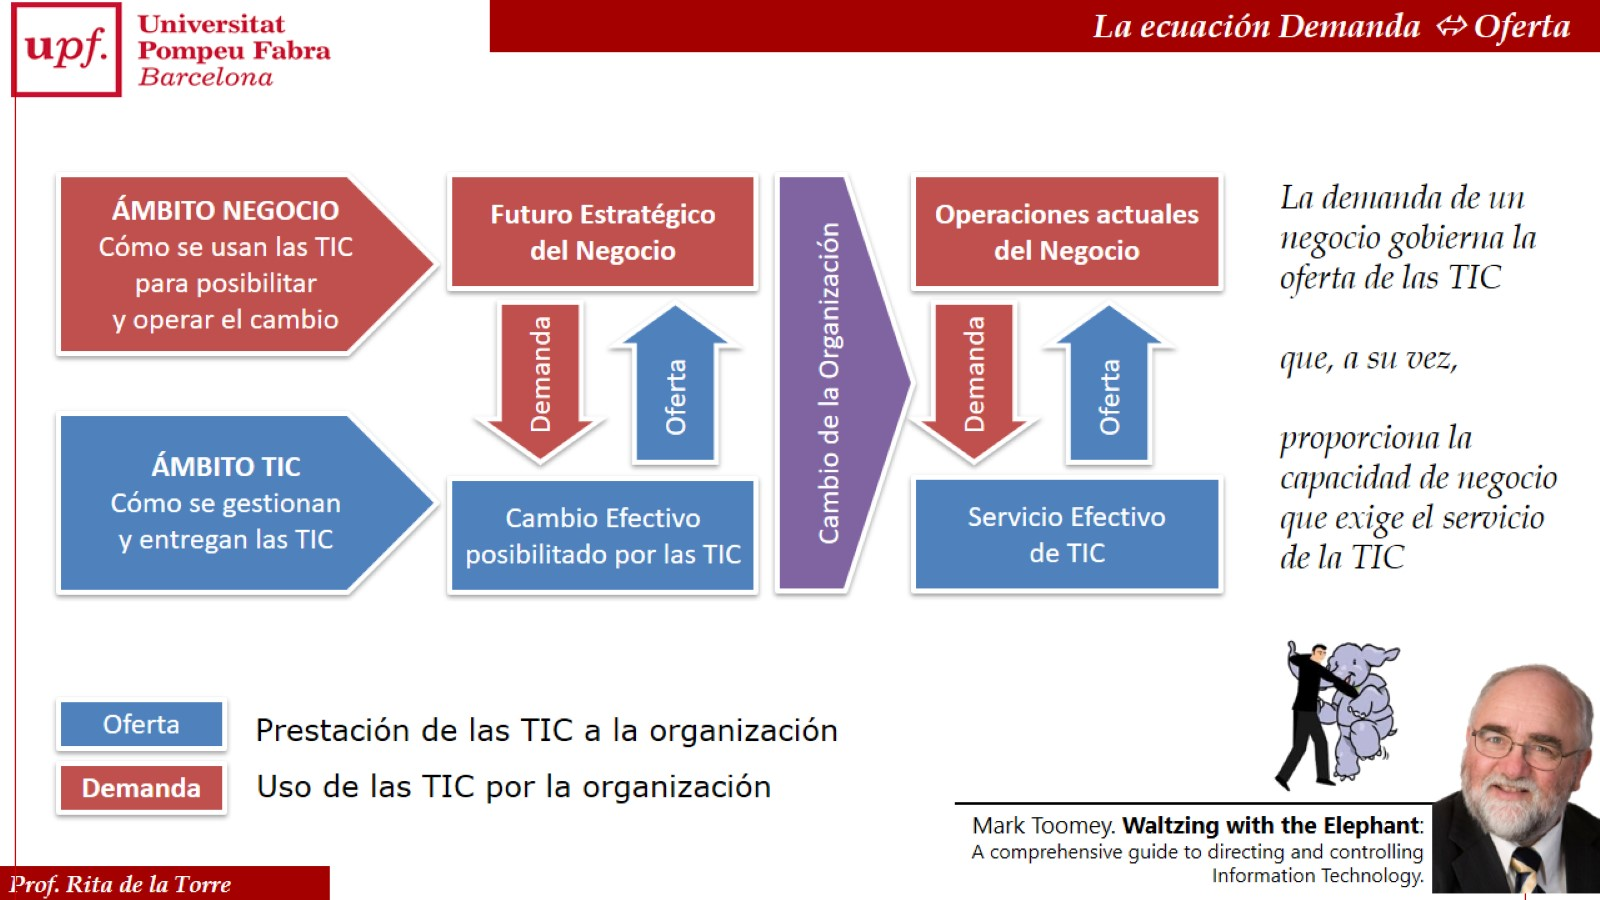 upf.
Universitat
Pompeu Fabra
Barcelona
La ecuación Demanda ⬄ Oferta
ÁMBITO NEGOCIO
Cómo se usan las TIC
para posibilitar
y operar el cambio
Futuro Estratégico
del Negocio
Cambio de la Organización
Operaciones actuales
del Negocio
Demanda
Oferta
Demanda
Oferta
ÁMBITO TIC
Cómo se gestionan
y entregan las TIC
Cambio Efectivo
posibilitado por las TIC
Servicio Efectivo
de TIC
La demanda de un
negocio gobierna la
oferta de las TIC
que, a su vez,
proporciona la
capacidad de negocio
que exige el servicio
de la TIC
Oferta
Prestación de las TIC a la organización
Demanda
Uso de las TIC por la organización
Mark Toomey. Waltzing with the Elephant:
A comprehensive guide to directing and controlling
Information Technology.
Prof. Rita de la Torre